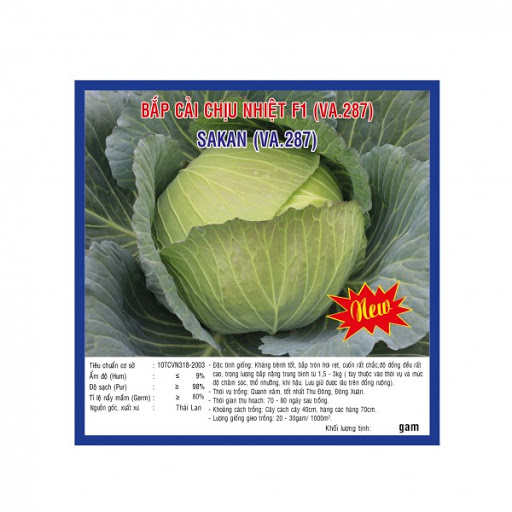 BẮP CẢI CHỊU NHIỆT F1 (VA.287)
SAKAN (VA.287)
New
Tiêu chuẩn cơ sở : 10TCVN318-2003
Ẩm độ (Hum) : ≤ 9%
Độ sạch (Pur) : ≥ 98%
Tỉ lệ nẩy mầm (Germ) : ≥ 80%
Nguồn gốc, xuất xứ : Thái Lan
- Đặc tính giống: Kháng bệnh tốt, bắp tròn hơi rẹt, cuốn rất chắc,độ đồng đều rất
cao, trọng lượng bắp nặng trung bình từ 1,5 - 3kg ( tùy thuộc vào thời vụ và mức
độ chăm sóc, thổ nhưỡng, khí hậu. Lưu giữ được lâu trên đồng ruộng).
- Thời vụ trồng: Quanh năm, tốt nhất Thu Đông, Đông Xuân.
- Thời gian thu hoạch: 70 - 80 ngày sau trồng.
- Khoảng cách trồng: Cây cách cây 40cm, hàng các hàng 70cm.
- Lượng giống gieo trồng: 20 - 30gam/ 1000m².
Khối lượng tịnh: gam